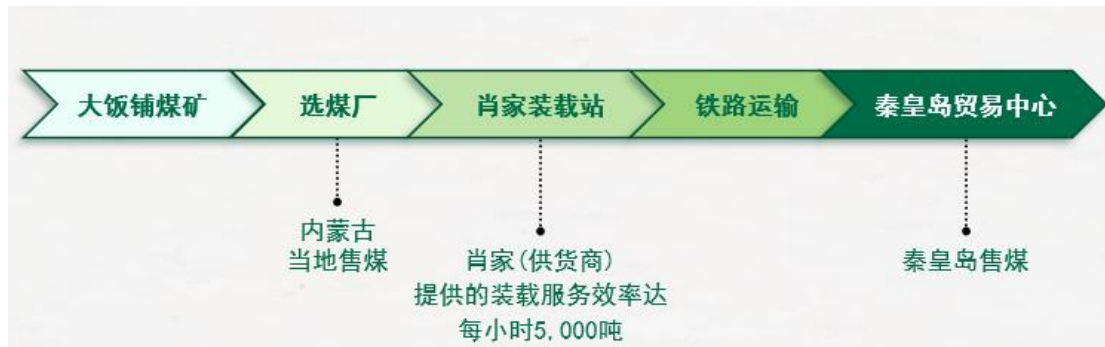 大饭铺煤矿
选煤厂
肖家装载站
铁路运输
秦皇岛贸易中心
内蒙古
当地售煤
肖家(供货商)
提供的装载服务效率达
每小时5,000吨
秦皇岛售煤